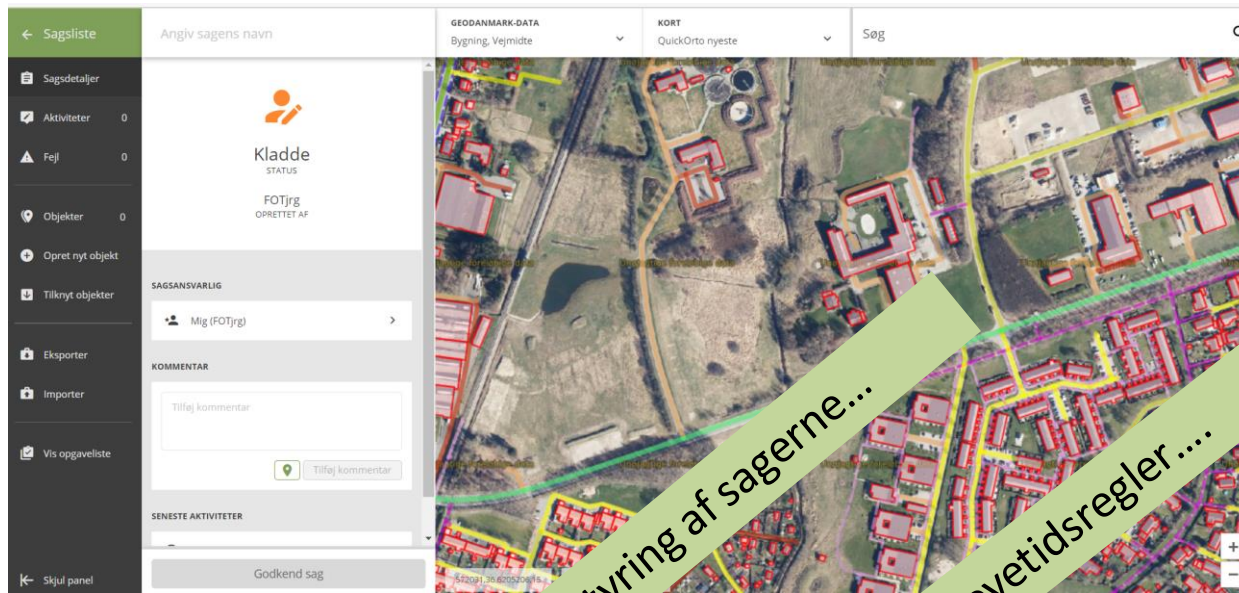 Sagsliste
Angiv sagens navn
GEODANMARK-DATA
Bygning, Vejmidte
KORT
QuickOrto nyeste
Søg
Sagsdetaljer
Aktiviteter 0
Fejl 0
Objekter 0
Opret nyt objekt
Tilknyt objekter
Eksporter
Importer
Vis opgaveliste
Skjul panel
Kladde
STATUS
FOTjrg
OPRETTET AF
SAGSANSVARLIG
Mig (FOTjrg)
KOMMENTAR
Tilføj kommentar
Tilføj kommentar
SENESTE AKTIVITETER
Godkend sag
af sagerne...